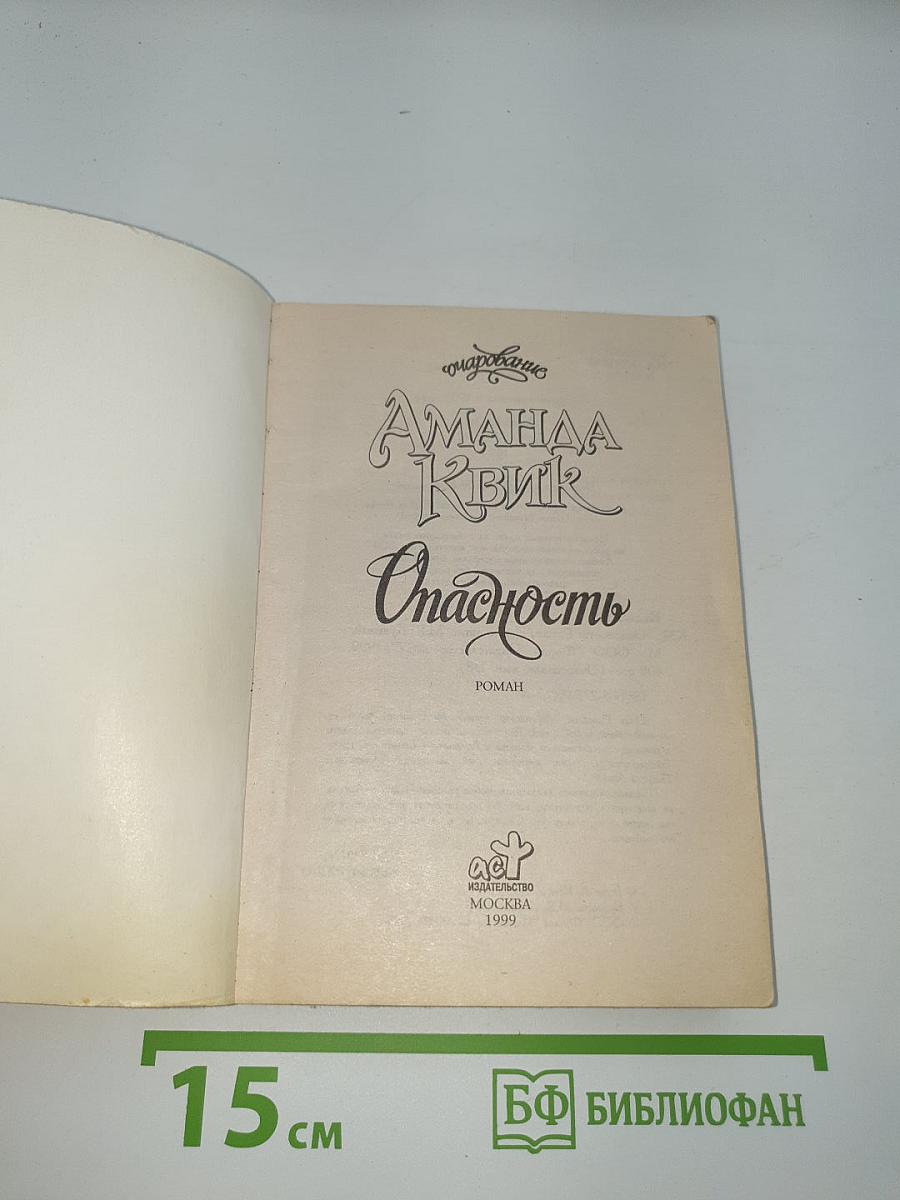 очарование
АМАНДА
КВИК
Опасность
РОМАН
аст
ИЗДАТЕЛЬСТВО
МОСКВА
1999
15 см
БФ БИБЛИОФАН